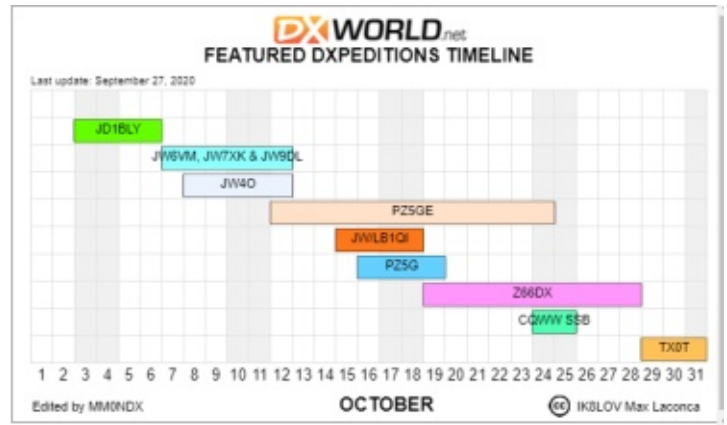 DXWORLD.net
FEATURED DXPEDITIONS TIMELINE
Last update: September 27, 2020
JD1BLY
JW6VM, JW7XK & JW9DL
JW4O
PZ5GE
JW/LB1QI
PZ5G
Z66DX
CQWW SSB
TX0T
1 2 3 4 5 6 7 8 9 10 11 12 13 14 15 16 17 18 19 20 21 22 23 24 25 26 27 28 29 30 31
Edited by MM0NDX OCTOBER (cc) IK8LOV Max Laconca